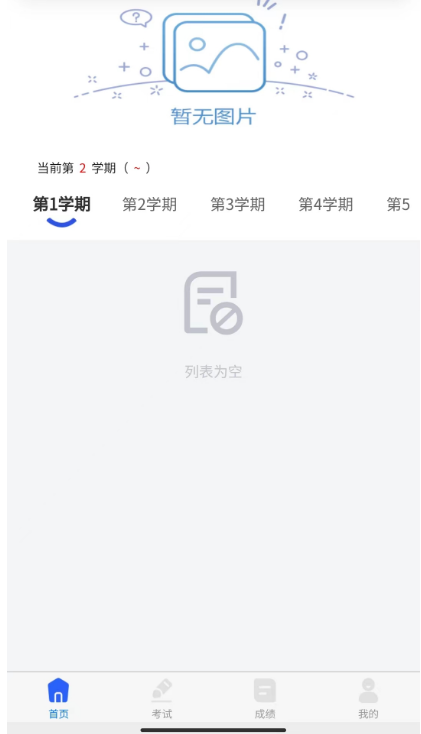 ?
暂无图片
当前第 2 学期（ ~ ）
第1学期 第2学期 第3学期 第4学期 第5
列表为空
首页 考试 成绩 我的